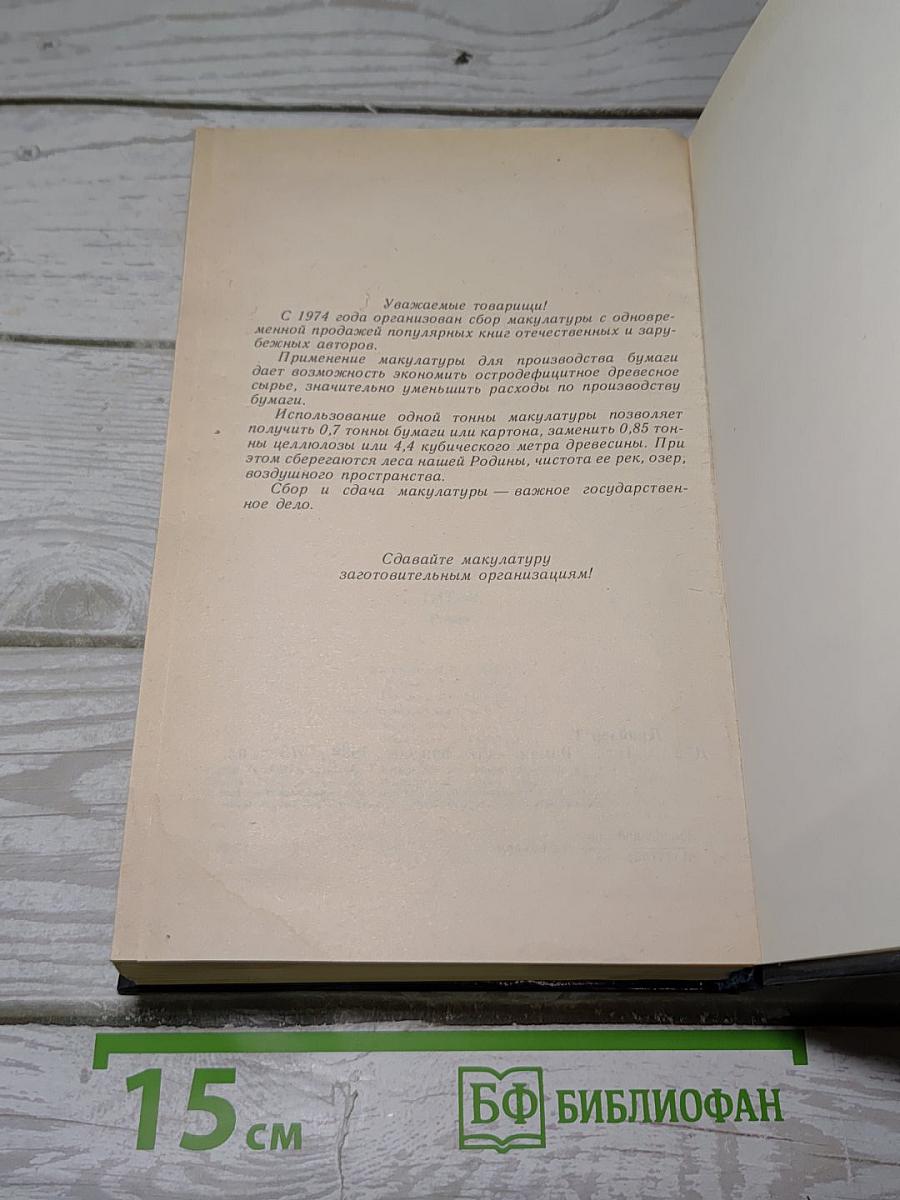 Уважаемые товарищи!
С 1974 года организован сбор макулатуры с одновре-
менной продажей популярных книг отечественных и зару-
бежных авторов.
Применение макулатуры для производства бумаги
дает возможность экономить остродефицитное древесное
сырье, значительно уменьшить расходы по производству
бумаги.
Использование одной тонны макулатуры позволяет
получить 0,7 тонны бумаги или картона, заменить 0,85 тон-
ны целлюлозы или 4,4 кубического метра древесины. При
этом сберегаются леса нашей Родины, чистота ее рек, озер,
воздушного пространства.
Сбор и сдача макулатуры — важное государствен-
ное дело.
Сдавайте макулатуру
заготовительным организациям!
15 см
БФ БИБЛИОФАН